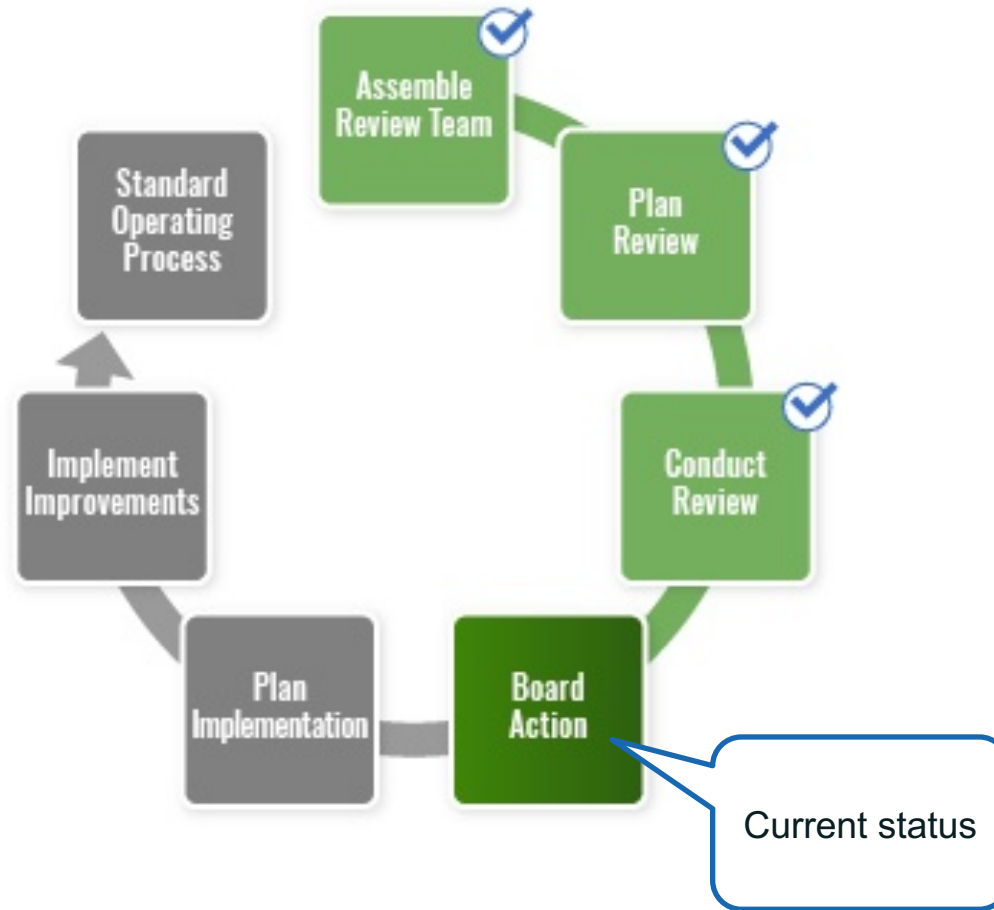 Assemble
Review Team
Plan
Review
Conduct
Review
Board
Action
Current status
Plan
Implementation
Implement
Improvements
Standard
Operating
Process